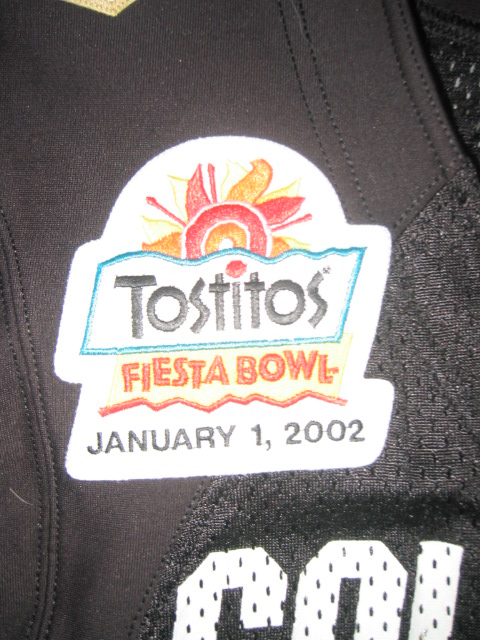 Tostitos
FIESTA BOWL
JANUARY 1, 2002